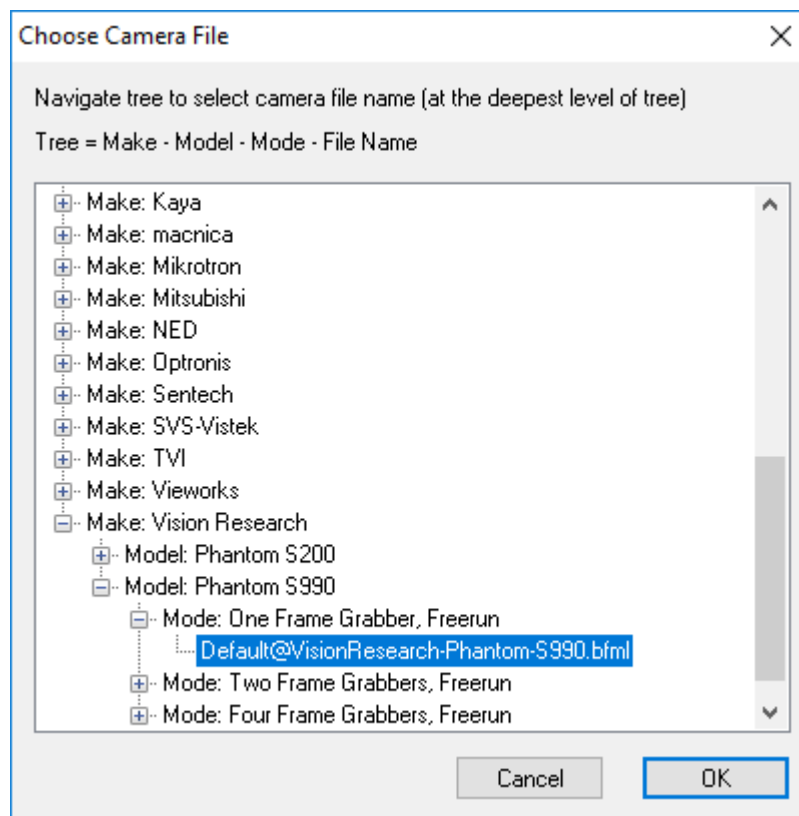 Choose Camera File
Navigate tree to select camera file name (at the deepest level of tree)
Tree = Make - Model - Mode - File Name
Make: Kaya
Make: macnica
Make: Mikrotron
Make: Mitsubishi
Make: NED
Make: Optronis
Make: Sentech
Make: SVS-Vistek
Make: TVI
Make: Vieworks
Make: Vision Research
Model: Phantom S200
Model: Phantom S990
Mode: One Frame Grabber, Freerun
Default@VisionResearch-Phantom-S990.bfml
Mode: Two Frame Grabbers, Freerun
Mode: Four Frame Grabbers, Freerun
Cancel OK